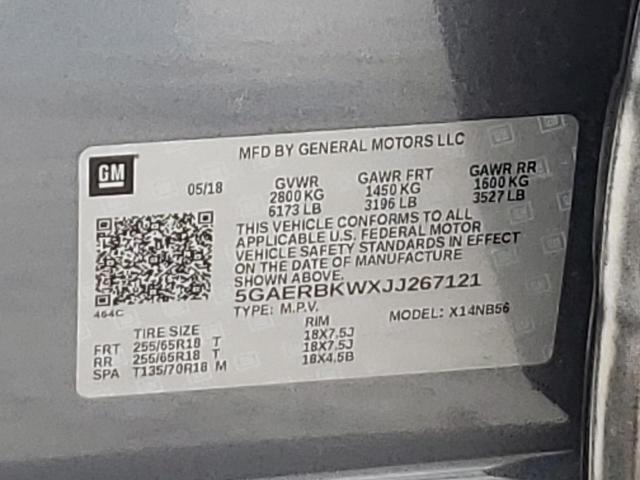 GM
MFD BY GENERAL MOTORS LLC
05/18 GVWR GAWR FRT GAWR RR
2800 KG 1450 KG 1600 KG
6173 LB 3196 LB 3527 LB
THIS VEHICLE CONFORMS TO ALL
APPLICABLE U.S. FEDERAL MOTOR
VEHICLE SAFETY STANDARDS IN EFFECT
ON THE DATE OF MANUFACTURE
SHOWN ABOVE.
5GAERBKWXJJ267121
464C
TYPE: M.P.V. MODEL: X14NB56
TIRE SIZE RIM
FRT 255/65R18 T 18X7.5J
RR 255/65R18 T 18X7.5J
SPA T135/70R18 M 18X4.5B